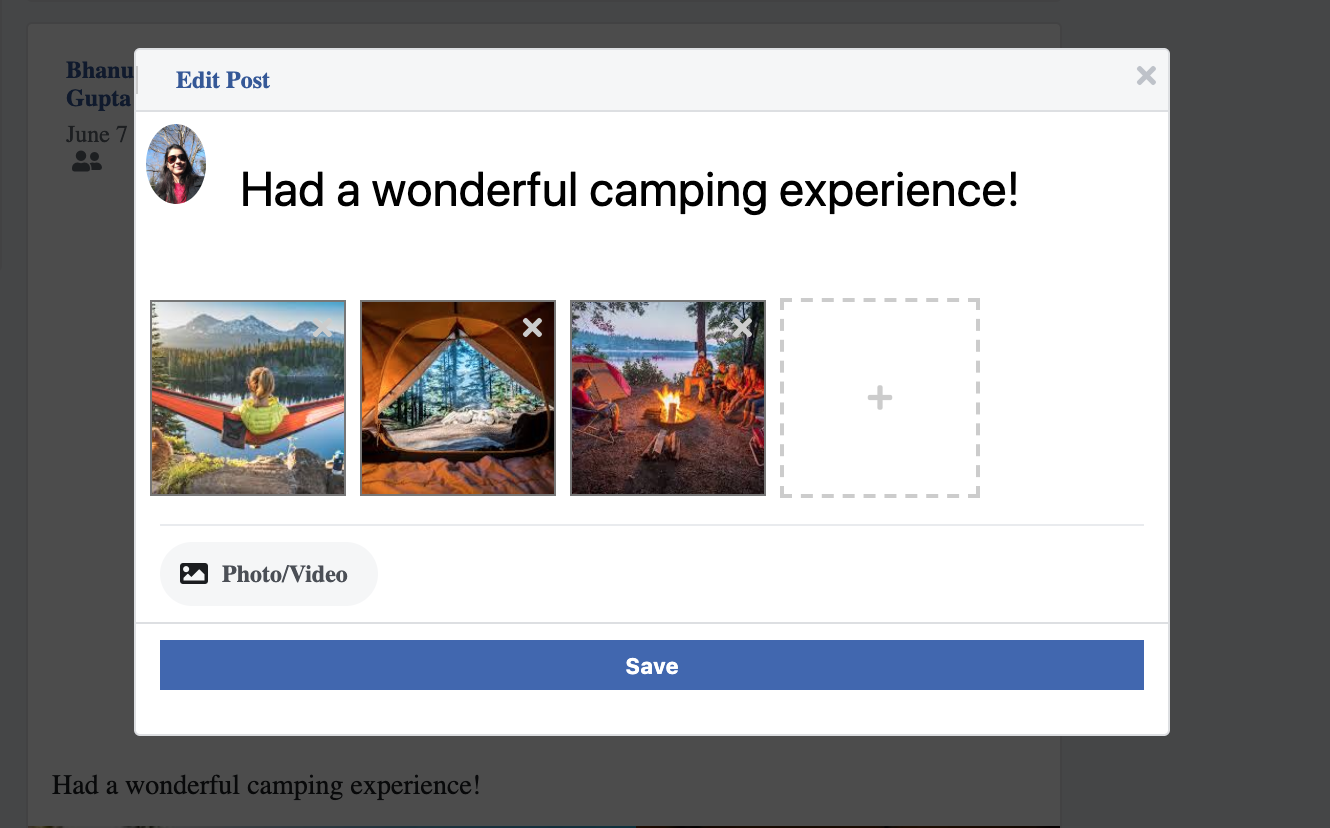 Bhanu
Gupta
June 7
Edit Post
Had a wonderful camping experience!
Photo/Video
Save
Had a wonderful camping experience!